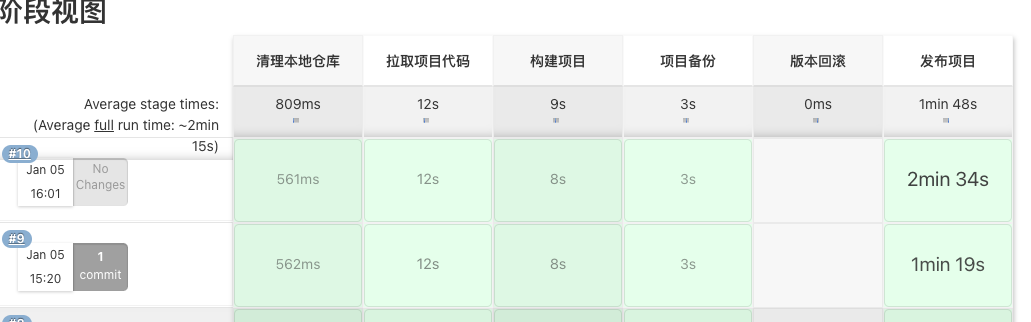 阶段视图
清理本地仓库 拉取项目代码 构建项目 项目备份 版本回滚 发布项目
Average stage times: 809ms 12s 9s 3s 0ms 1min 48s
(Average full run time: ~2min
15s)
#10
Jan 05 No
Changes 561ms 12s 8s 3s 2min 34s
16:01
#9
Jan 05 1
15:20 commit 562ms 12s 8s 3s 1min 19s